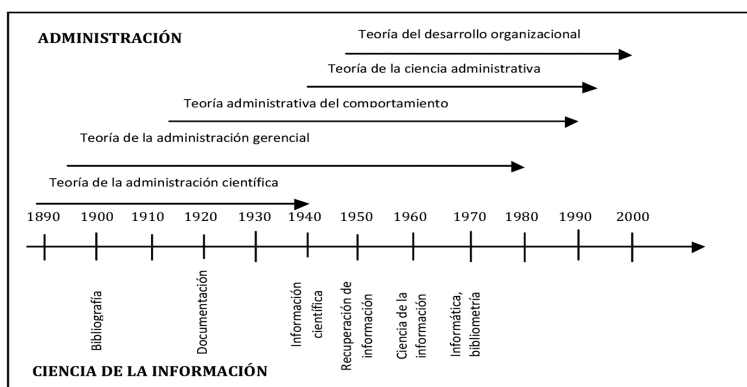 ADMINISTRACIÓN
Teoría del desarrollo organizacional
Teoría de la ciencia administrativa
Teoría administrativa del comportamiento
Teoría de la administración gerencial
Teoría de la administración científica
1890 1900 1910 1920 1930 1940 1950 1960 1970 1980 1990 2000
Bibliografía
Documentación
Información
científica
Recuperación de
información
Ciencia de la
información
Informática,
bibliometría
CIENCIA DE LA INFORMACIÓN